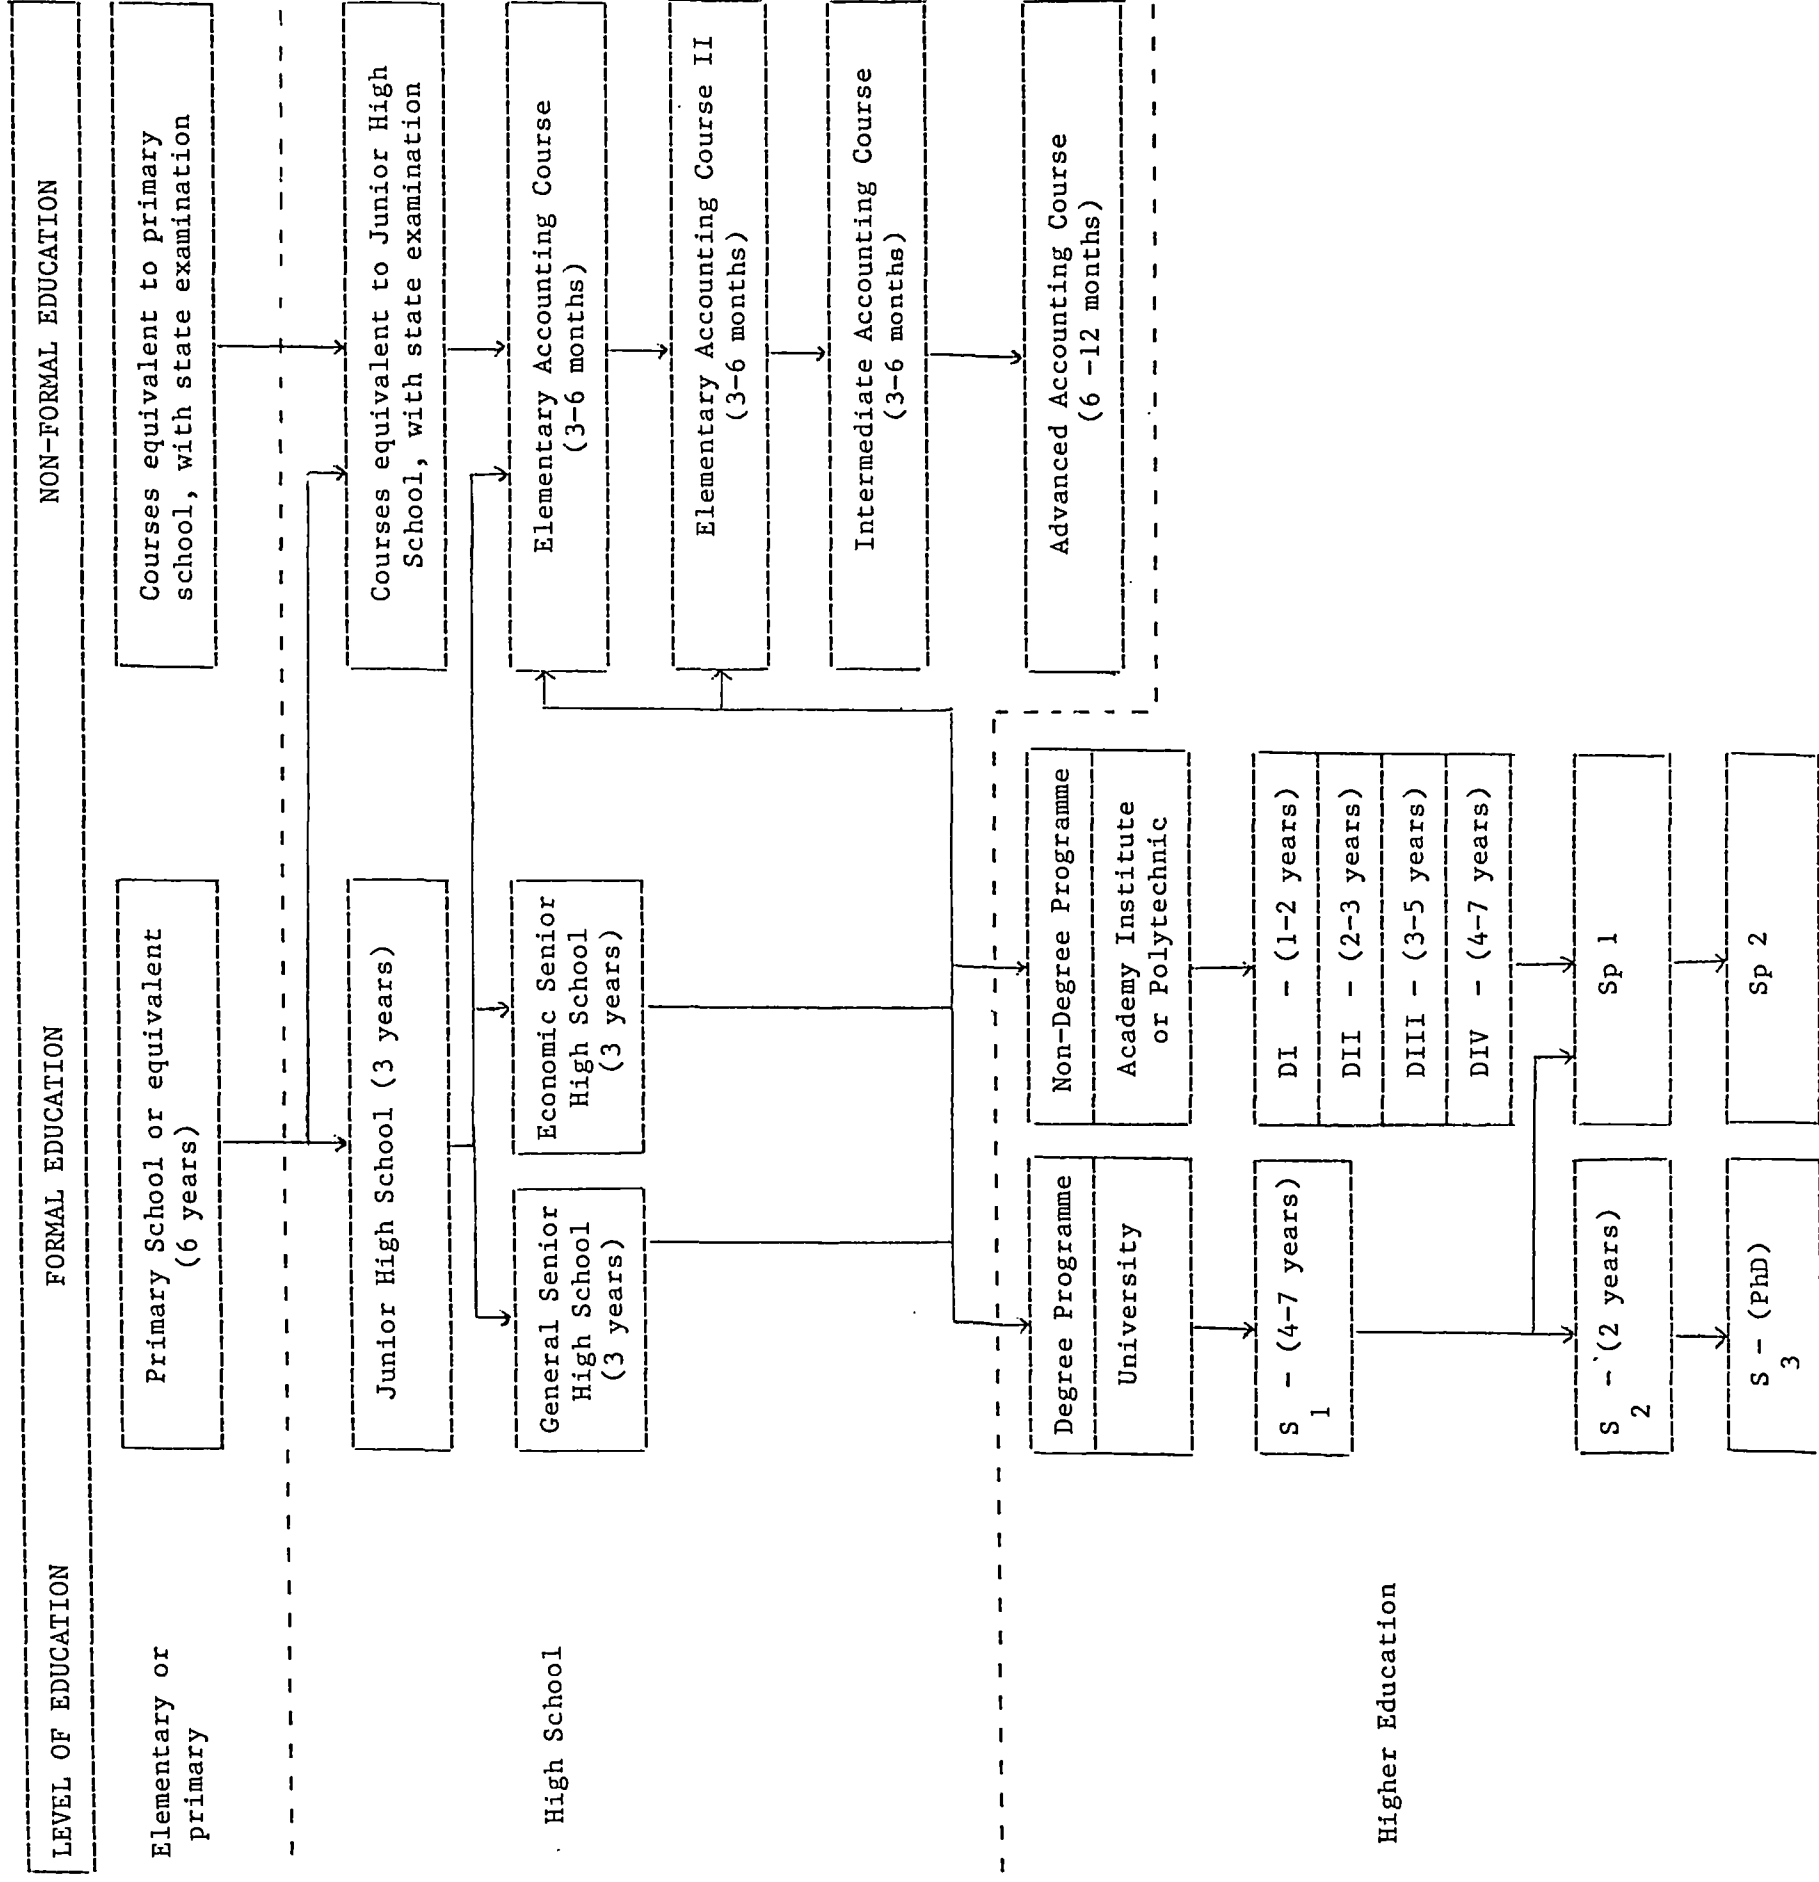 LEVEL OF EDUCATION
FORMAL EDUCATION
NON-FORMAL EDUCATION
Elementary or
primary
Primary School or equivalent
(6 years)
Courses equivalent to primary
school, with state examination
High School
Junior High School (3 years)
Courses equivalent to Junior High
School, with state examination
General Senior
High School
(3 years)
Economic Senior
High School
(3 years)
Elementary Accounting Course
(3-6 months)
Elementary Accounting Course II
(3-6 months)
Intermediate Accounting Course
(3-6 months)
Advanced Accounting Course
(6 -12 months)
Higher Education
Degree Programme
University
Non-Degree Programme
Academy Institute
or Polytechnic
S - (4-7 years)
1
DI - (1-2 years)
DII - (2-3 years)
DIII - (3-5 years)
DIV - (4-7 years)
S - (2 years)
2
Sp 1
S - (PhD)
3
Sp 2